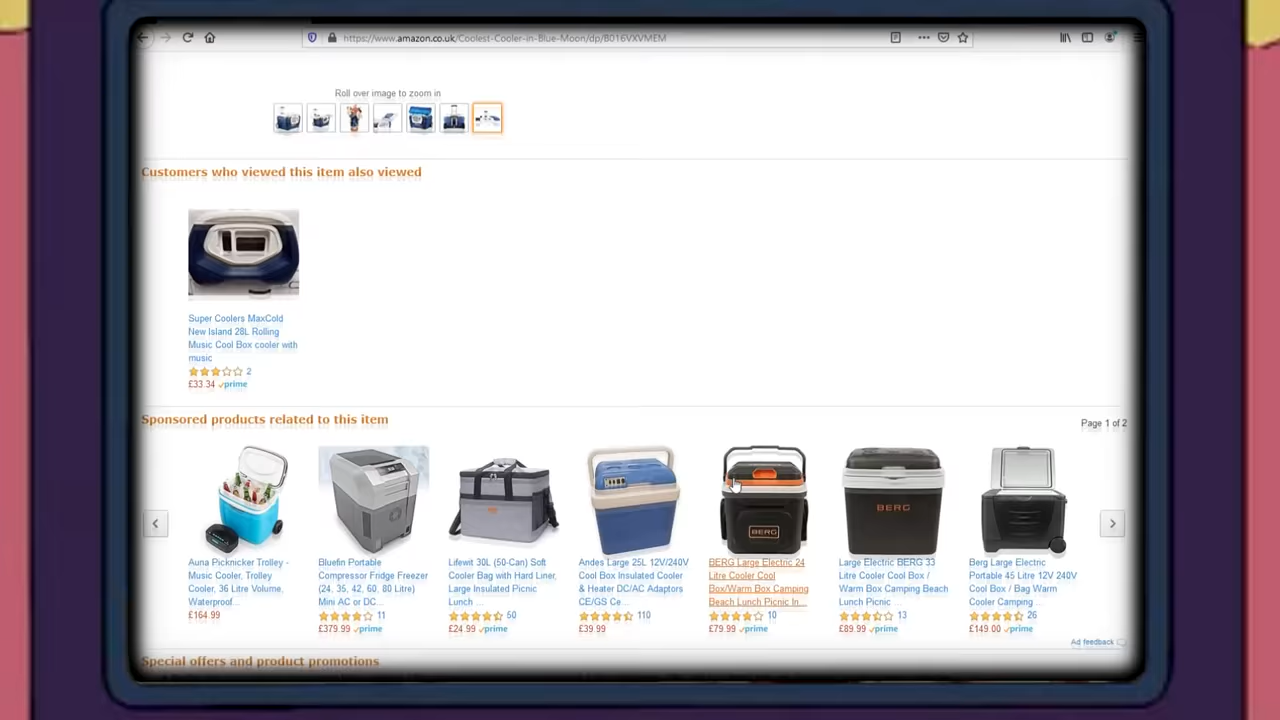 https://www.amazon.co.uk/Coolest-Cooler-in-Blue-Moon/dp/B016VXVMEM
Roll over image to zoom in
Customers who viewed this item also viewed
Super Coolers MaxCold
New Island 28L Rolling
Music Cool Box cooler with
music
2
£33.34 prime
Sponsored products related to this item
Page 1 of 2
BERG
BERG
Auna Picknicker Trolley -
Music Cooler, Trolley
Cooler, 36 Litre Volume,
Waterproof...
£164.99
Bluefin Portable
Compressor Fridge Freezer
(24, 35, 42, 60, 80 Litre)
Mini AC or DC...
11
£379.99 prime
Lifewit 30L (50-Can) Soft
Cooler Bag with Hard Liner,
Large Insulated Picnic
Lunch ...
50
£24.99 prime
Andes Large 25L 12V/240V
Cool Box Insulated Cooler
& Heater DC/AC Adaptors
CE/GS Ce...
110
£39.99
BERG Large Electric 24
Litre Cooler Cool
Box/Warm Box Camping
Beach Lunch Picnic In...
10
£79.99 prime
Large Electric BERG 33
Litre Cooler Cool Box /
Warm Box Camping Beach
Lunch Picnic ...
13
£89.99 prime
Berg Large Electric
Portable 45 Litre 12V 240V
Cool Box / Bag Warm
Cooler Camping ...
26
£149.00 prime
Ad feedback
Special offers and product promotions